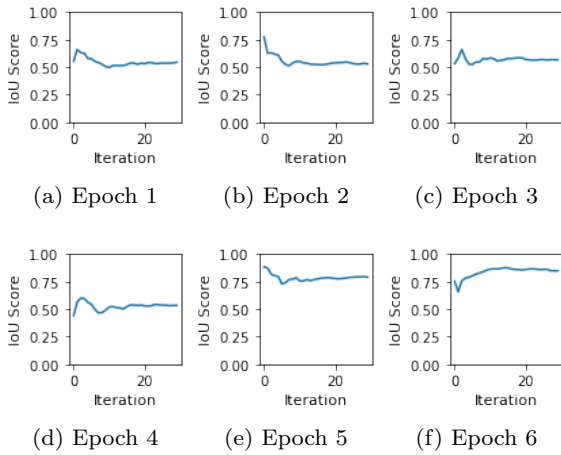 1.00
0.75
0.50
0.25
0.00
IoU Score
0 20
Iteration
(a) Epoch 1
1.00
0.75
0.50
0.25
0.00
IoU Score
0 20
Iteration
(b) Epoch 2
1.00
0.75
0.50
0.25
0.00
IoU Score
0 20
Iteration
(c) Epoch 3
1.00
0.75
0.50
0.25
0.00
IoU Score
0 20
Iteration
(d) Epoch 4
1.00
0.75
0.50
0.25
0.00
IoU Score
0 20
Iteration
(e) Epoch 5
1.00
0.75
0.50
0.25
0.00
IoU Score
0 20
Iteration
(f) Epoch 6